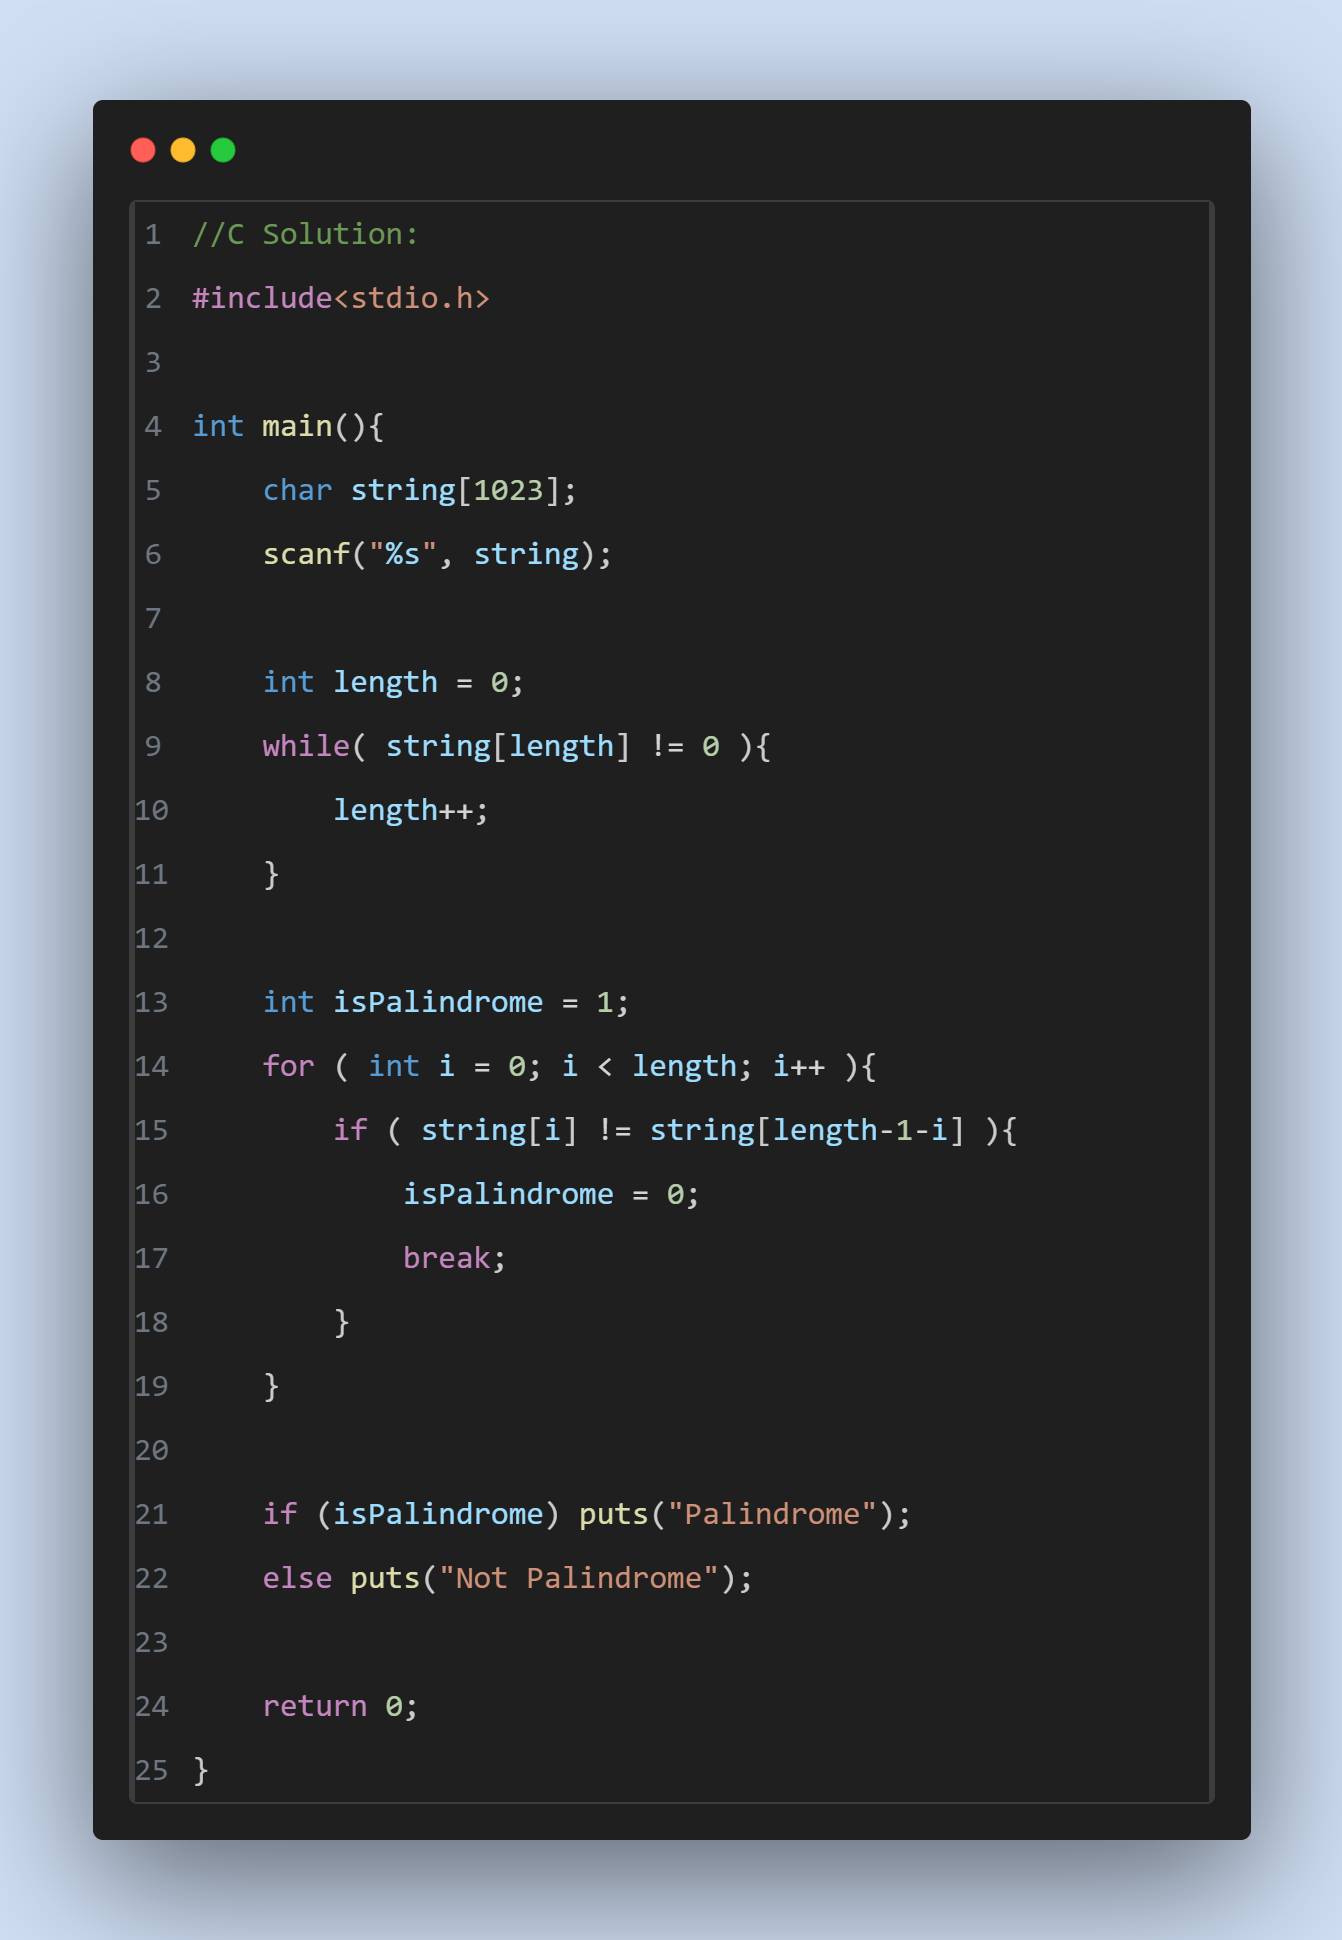 1 //C Solution:
2 #include<stdio.h>
3
4 int main(){
5     char string[1023];
6     scanf("%s", string);
7
8     int length = 0;
9     while( string[length] != 0 ){
10         length++;
11     }
12
13     int isPalindrome = 1;
14     for ( int i = 0; i < length; i++ ){
15         if ( string[i] != string[length-1-i] ){
16             isPalindrome = 0;
17             break;
18         }
19     }
20
21     if (isPalindrome) puts("Palindrome");
22     else puts("Not Palindrome");
23
24     return 0;
25 }